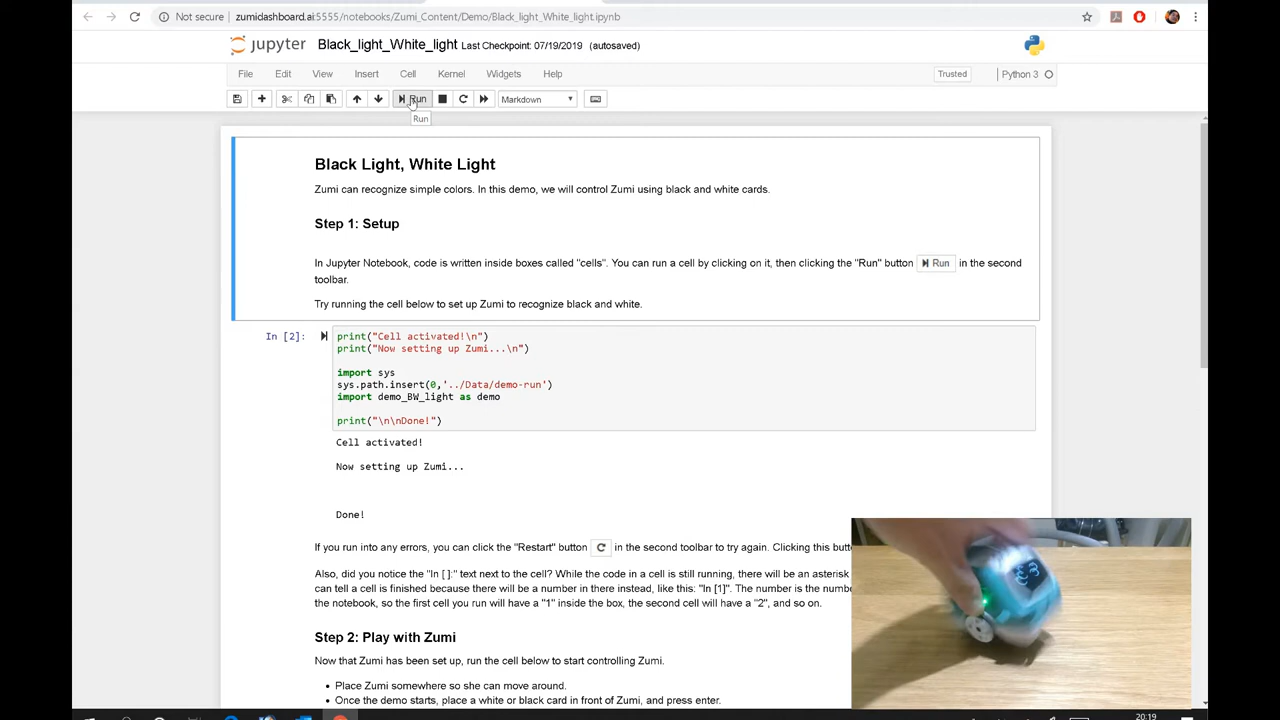 Not secure | zumidashboard.ai:5555/notebooks/Zumi_Content/Demo/Black_light_White_light.ipynb
jupyter Black_light_White_light Last Checkpoint: 07/19/2019 (autosaved)
File Edit View Insert Cell Kernel Widgets Help Trusted Python 3
Run Markdown
Run
Black Light, White Light
Zumi can recognize simple colors. In this demo, we will control Zumi using black and white cards.
Step 1: Setup
In Jupyter Notebook, code is written inside boxes called "cells". You can run a cell by clicking on it, then clicking the "Run" button Run in the second
toolbar.
Try running the cell below to set up Zumi to recognize black and white.
In [2]: print("Cell activated!\n")
print("Now setting up Zumi...\n")
import sys
sys.path.insert(0,'../Data/demo-run')
import demo_BW_light as demo
print("\n\nDone!")
Cell activated!
Now setting up Zumi...
Done!
If you run into any errors, you can click the "Restart" button in the second toolbar to try again. Clicking this
Also, did you notice the "In [ ]:" text next to the cell? While the code in a cell is still running, there will be an asterisk
can tell a cell is finished because there will be a number in there instead, like this: "In [1]". The number is the
the notebook, so the first cell you run will have a "1" inside the box, the second cell will have a "2", and so on.
Step 2: Play with Zumi
Now that Zumi has been set up, run the cell below to start controlling Zumi.
• Place Zumi somewhere so she can move around.
• Once the demo starts, place a white or black card in front of Zumi, and press enter.
20:19